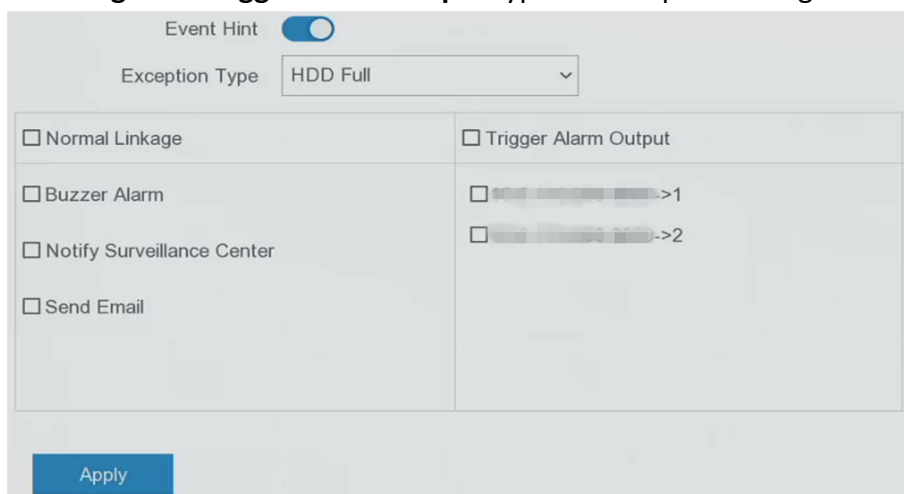 Event Hint
Exception Type HDD Full
Normal Linkage Trigger Alarm Output
Buzzer Alarm ->1
Notify Surveillance Center ->2
Send Email
Apply